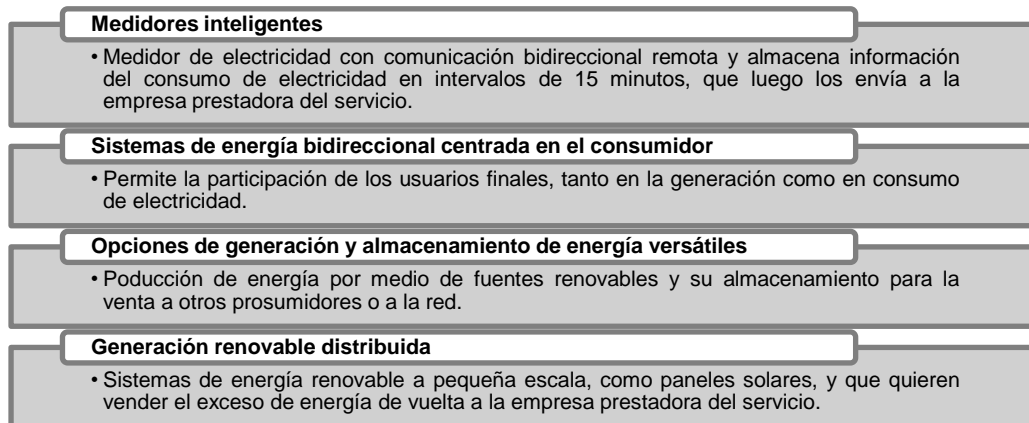 Medidores inteligentes
• Medidor de electricidad con comunicación bidireccional remota y almacena información
del consumo de electricidad en intervalos de 15 minutos, que luego los envía a la
empresa prestadora del servicio.
Sistemas de energía bidireccional centrada en el consumidor
• Permite la participación de los usuarios finales, tanto en la generación como en consumo
de electricidad.
Opciones de generación y almacenamiento de energía versátiles
• Poducción de energía por medio de fuentes renovables y su almacenamiento para la
venta a otros prosumidores o a la red.
Generación renovable distribuida
• Sistemas de energía renovable a pequeña escala, como paneles solares, y que quieren
vender el exceso de energía de vuelta a la empresa prestadora del servicio.